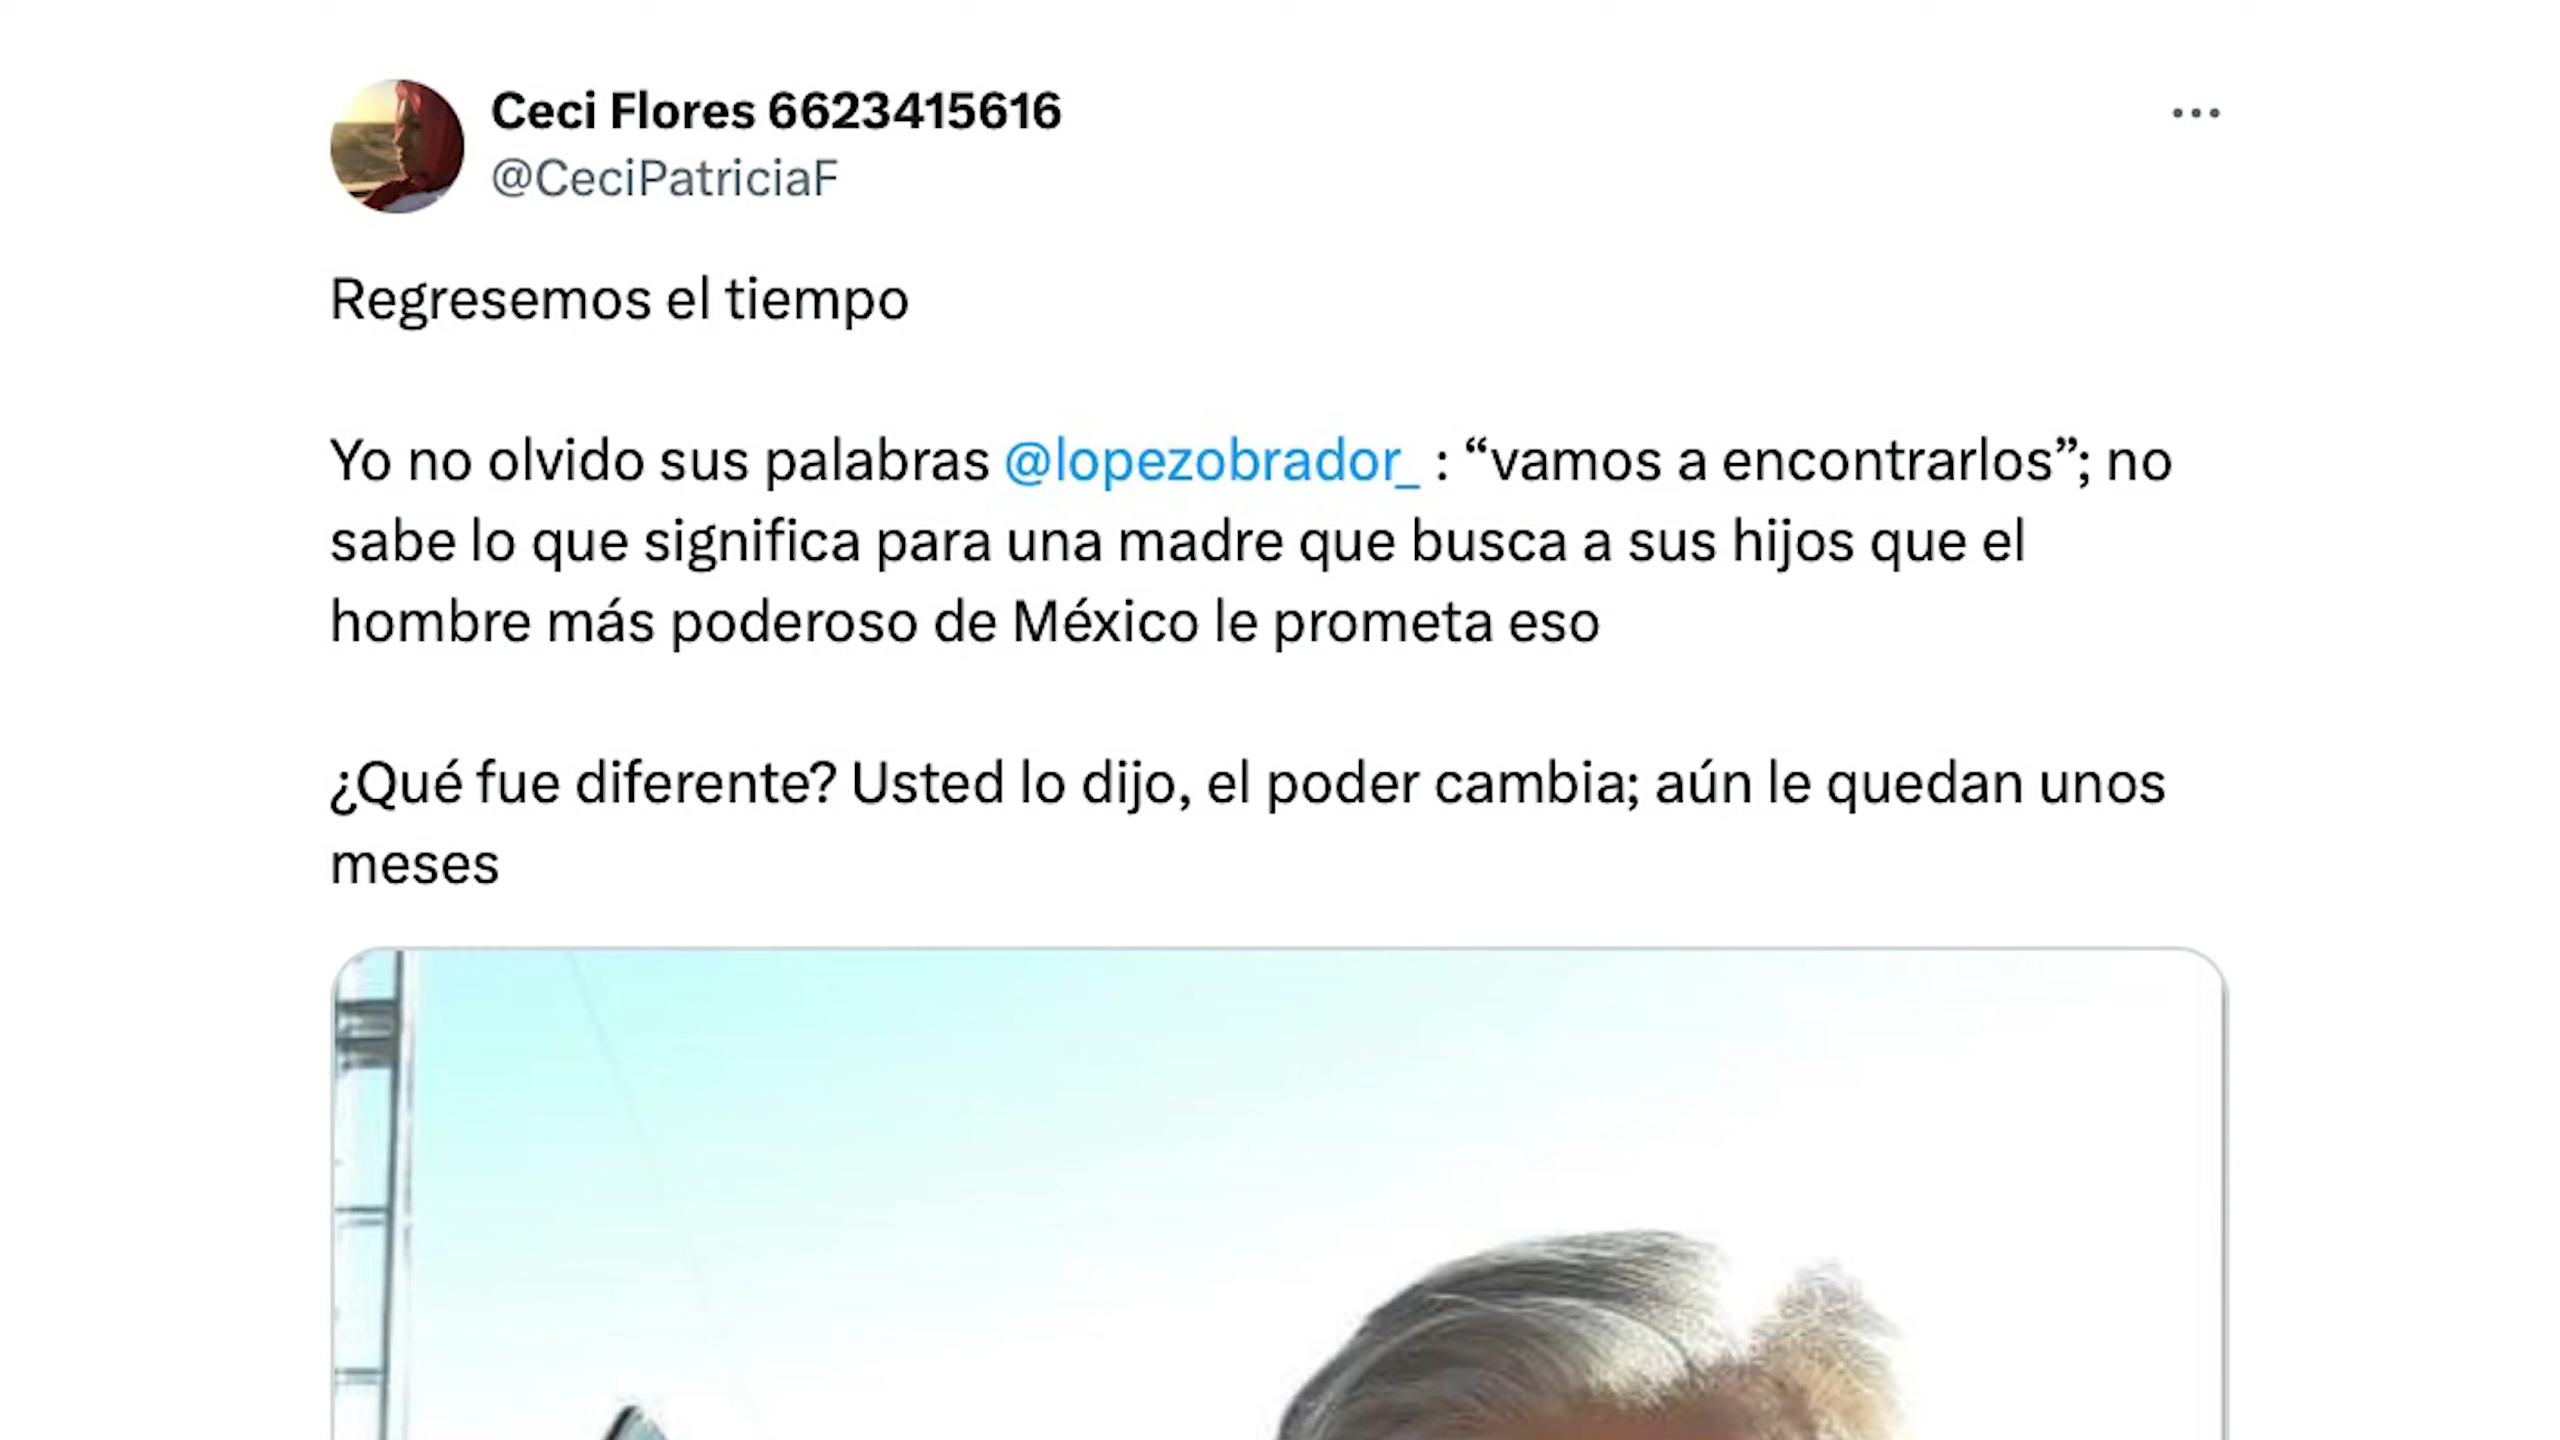 Ceci Flores 6623415616
@CeciPatriciaF
Regresemos el tiempo
Yo no olvido sus palabras @lopezobrador_ : “vamos a encontrarlos”; no
sabe lo que significa para una madre que busca a sus hijos que el
hombre más poderoso de México le prometa eso
¿Qué fue diferente? Usted lo dijo, el poder cambia; aún le quedan unos
meses